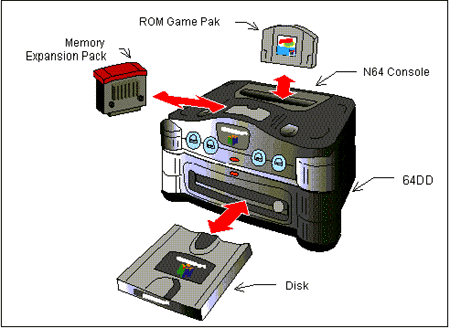 ROM Game Pak
Memory
Expansion Pack
N64 Console
64DD
Disk